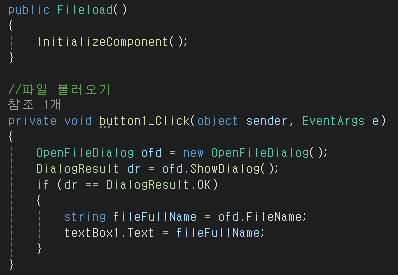 public Fileload()
{
InitializeComponent();
}
//파일 불러오기
참조 1개
private void button1_Click(object sender, EventArgs e)
{
OpenFileDialog ofd = new OpenFileDialog();
DialogResult dr = ofd.ShowDialog();
if (dr == DialogResult.OK)
{
string fileFullName = ofd.FileName;
textBox1.Text = fileFullName;
}
}